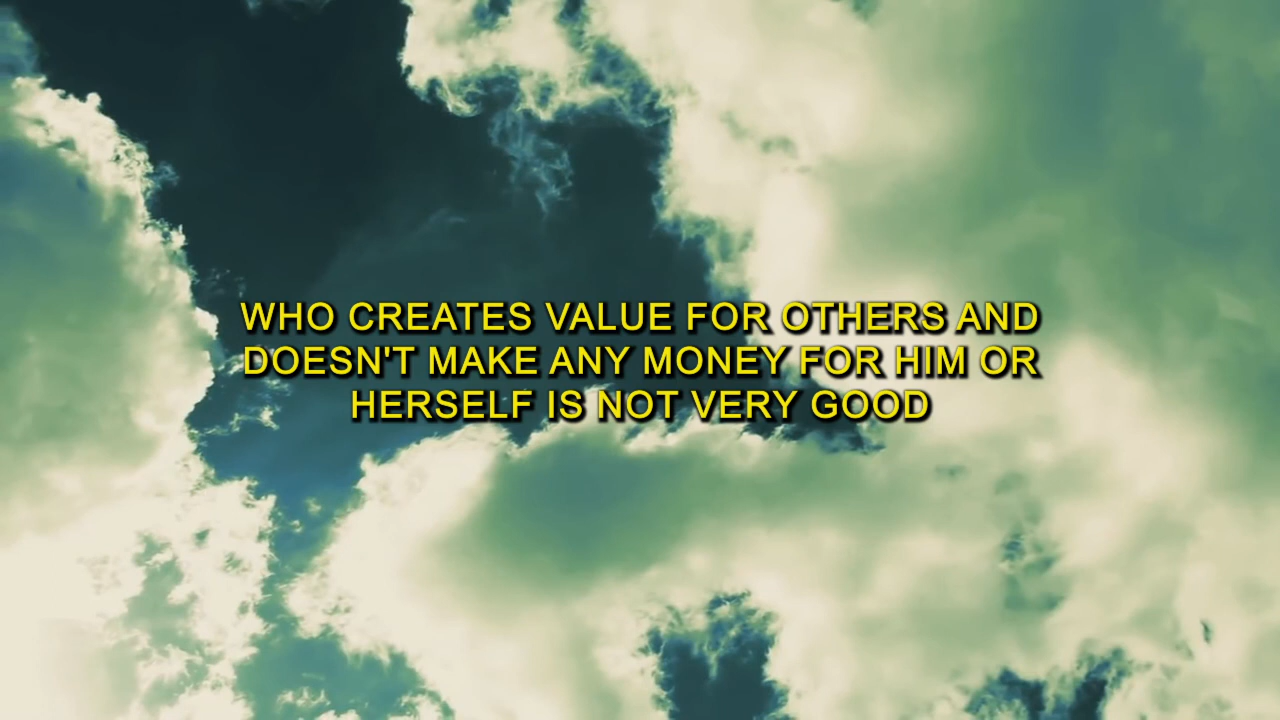 WHO CREATES VALUE FOR OTHERS AND
DOESN'T MAKE ANY MONEY FOR HIM OR
HERSELF IS NOT VERY GOOD